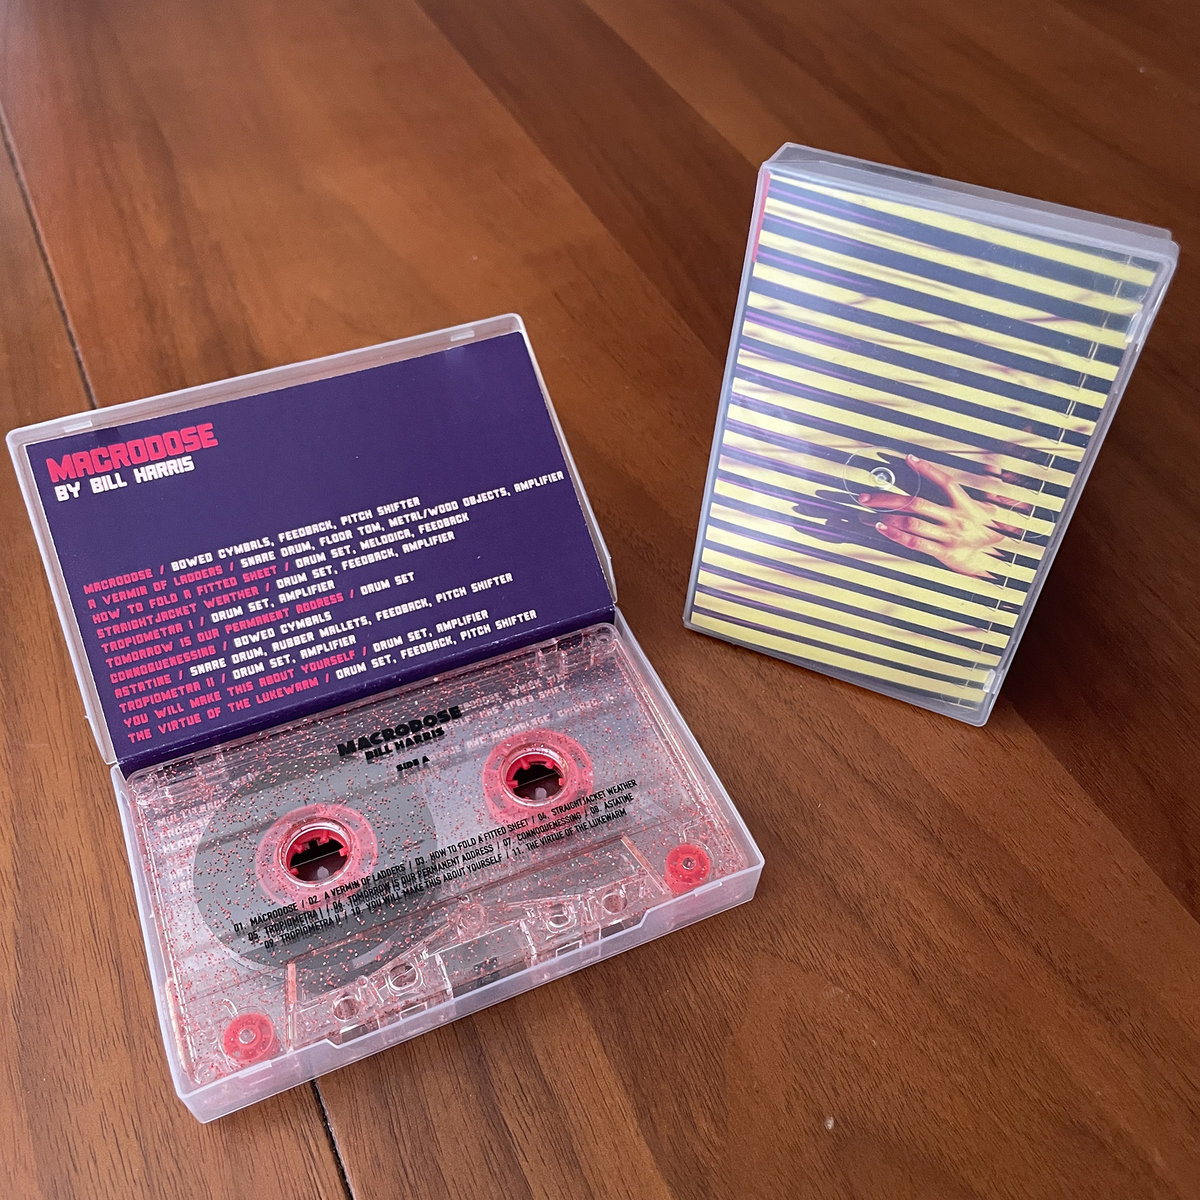 MACRODOSE
BY BILL HARRIS
MACRODOSE / BOWED CYMBALS, FEEDBACK, PITCH SHIFTER
A VERMIN OF LADDERS / SNARE DRUM, FLOOR TOM, METAL/WOOD OBJECTS, AMPLIFIER
HOW TO FOLD A FITTED SHEET / DRUM SET, MELODICA, FEEDBACK
STRAIGHTJACKET WEATHER / DRUM SET, FEEDBACK, AMPLIFIER
TROPIOMETRA I / DRUM SET, AMPLIFIER
TOMORROW IS OUR PERMANENT ADDRESS / DRUM SET
CONNOQUENESSING / BOWED CYMBALS
ASTATINE / SNARE DRUM, RUBBER MALLETS, FEEDBACK, PITCH SHIFTER
TROPIOMETRA II / DRUM SET, AMPLIFIER
YOU WILL MAKE THIS ABOUT YOURSELF / DRUM SET, AMPLIFIER
THE VIRTUE OF THE LUKEWARM / DRUM SET, FEEDBACK, PITCH SHIFTER
MACRODOSE
BILL HARRIS
SIDE A
01. MACRODOSE / 02. A VERMIN OF LADDERS / 03. HOW TO FOLD A FITTED SHEET / 04. STRAIGHTJACKET WEATHER
05. TROPIOMETRA I / 06. TOMORROW IS OUR PERMANENT ADDRESS / 07. CONNOQUENESSING / 08. ASTATINE
09. TROPIOMETRA II / 10. YOU WILL MAKE THIS ABOUT YOURSELF / 11. THE VIRTUE OF THE LUKEWARM